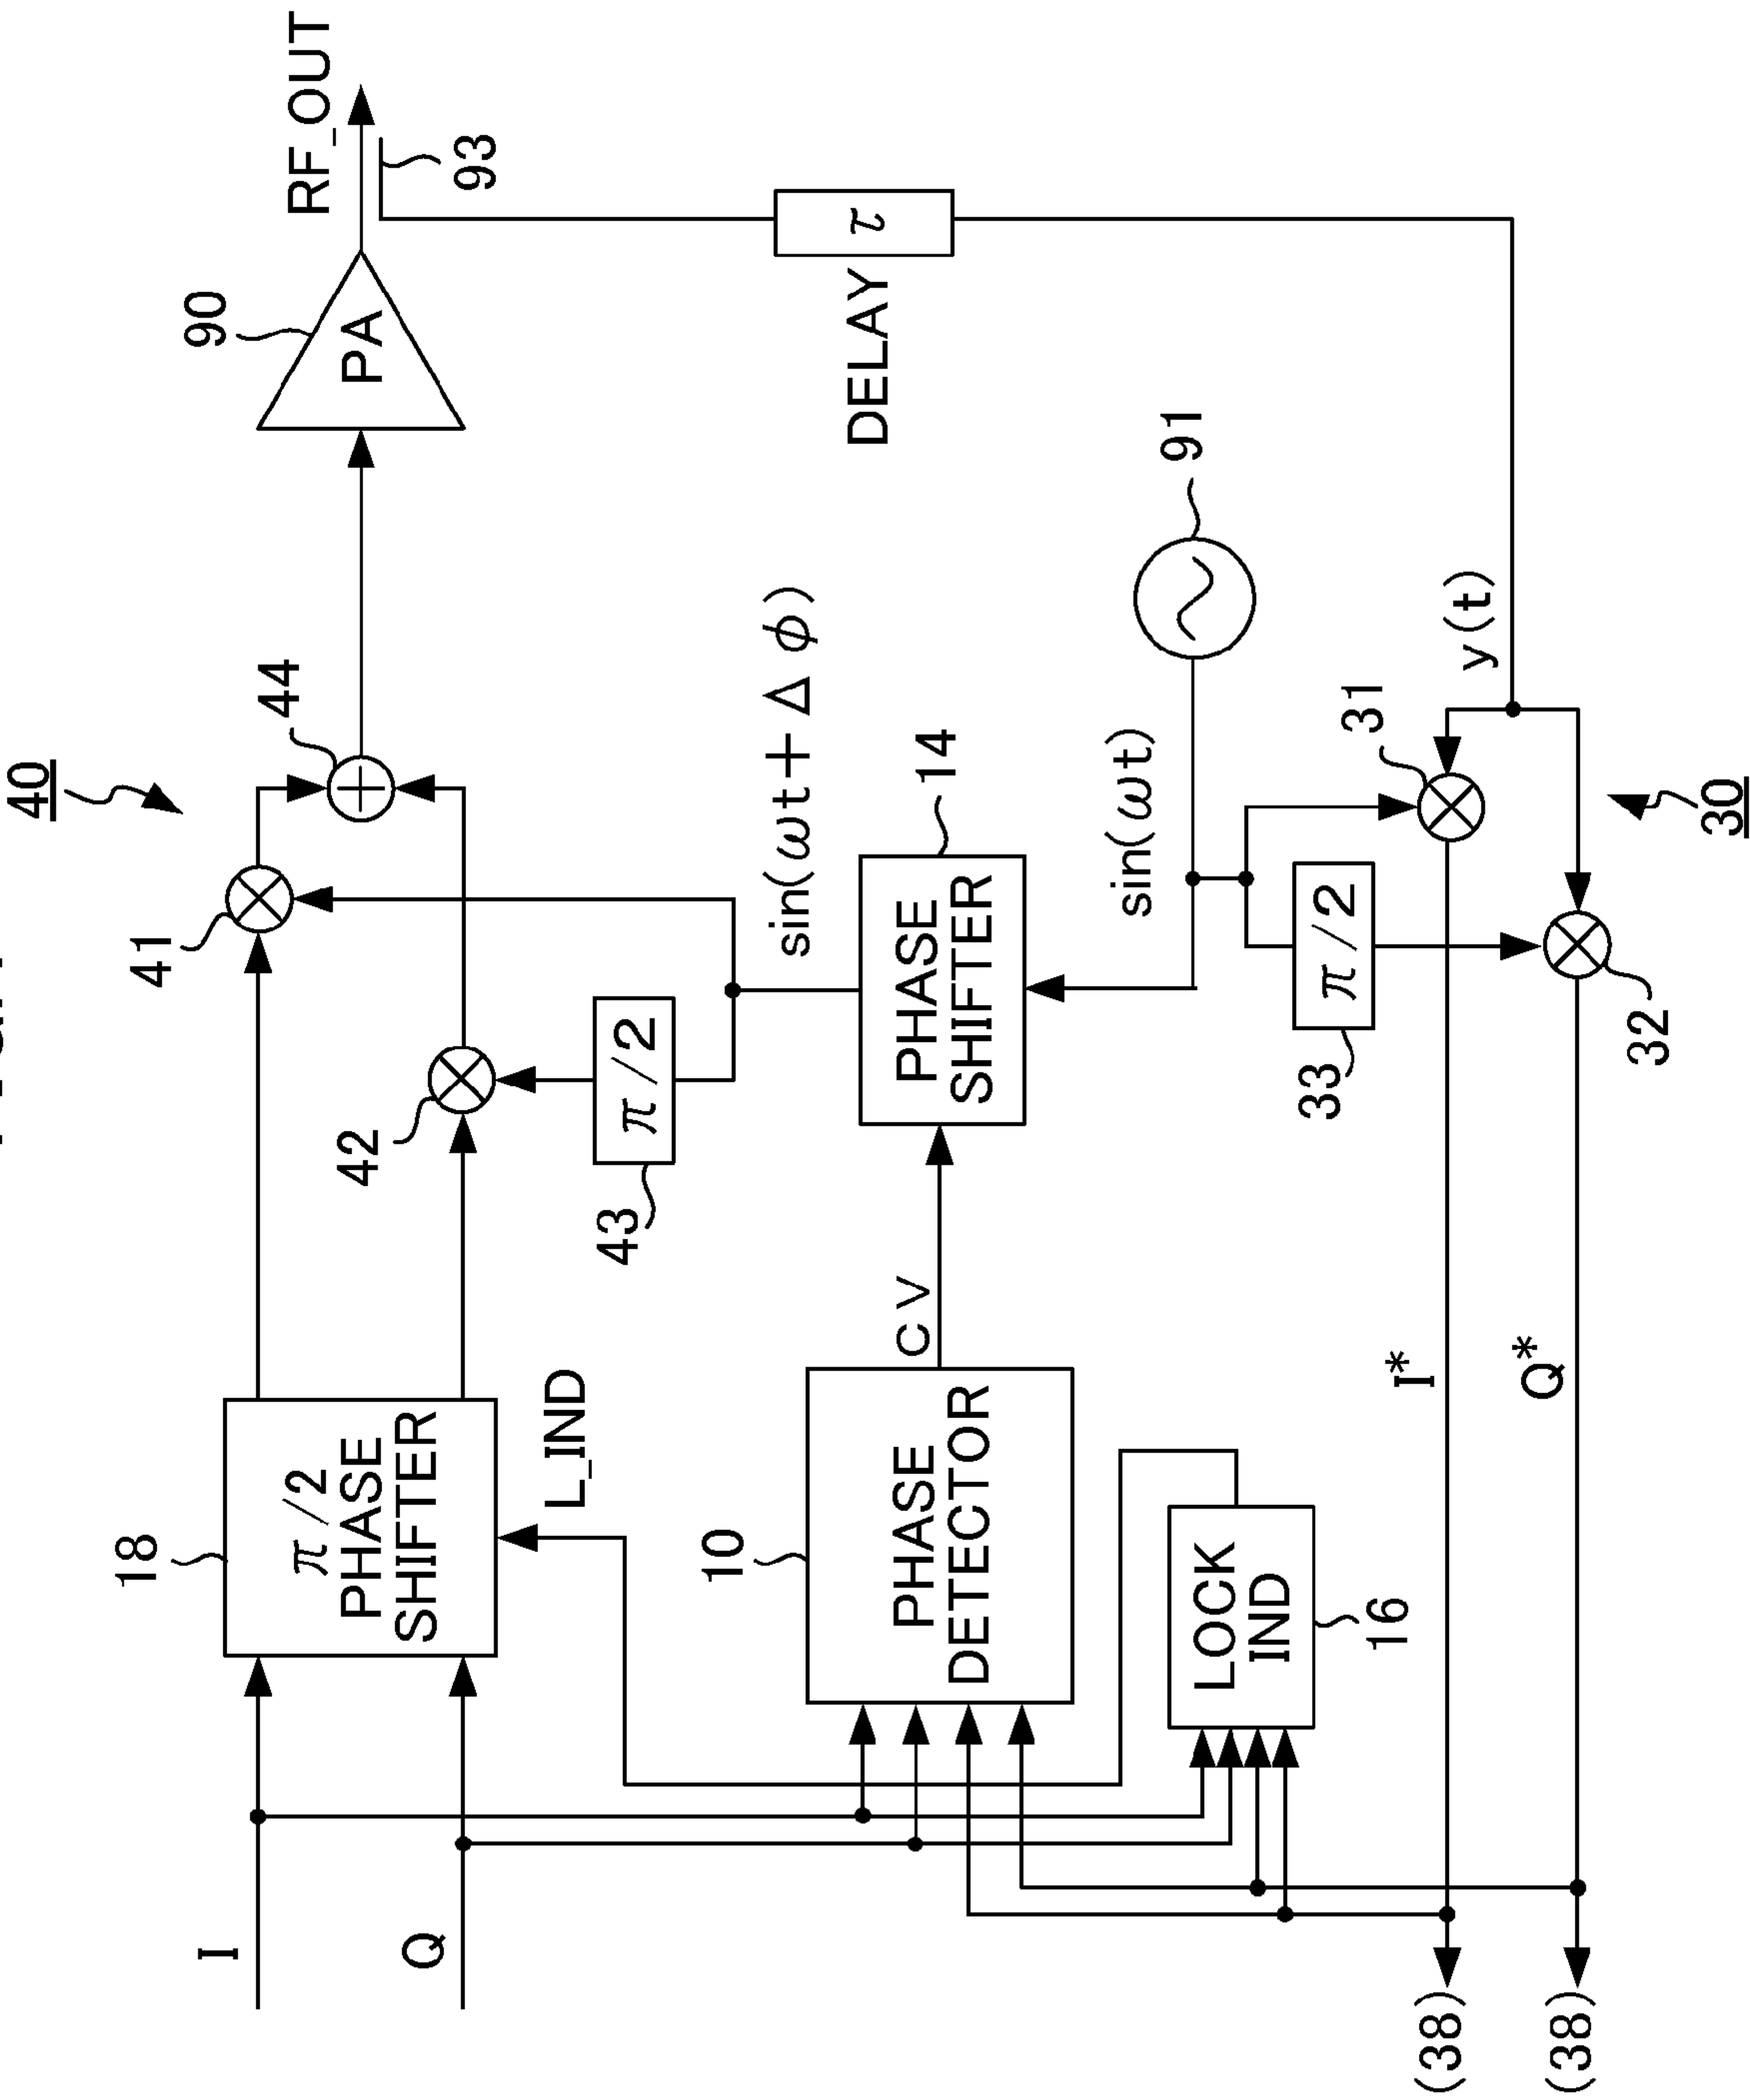 40
44
41
42
43
π/2
18
π/2
PHASE
SHIFTER
I
Q
L_IND
90
PA
RF_OUT
93
τ
DELAY
sin(ωt+Δφ)
14
PHASE
SHIFTER
CV
10
PHASE
DETECTOR
LOCK
IND
16
91
sin(ωt)
y(t)
31
π/2
33
32
30
I*
Q*
(38)
(38)